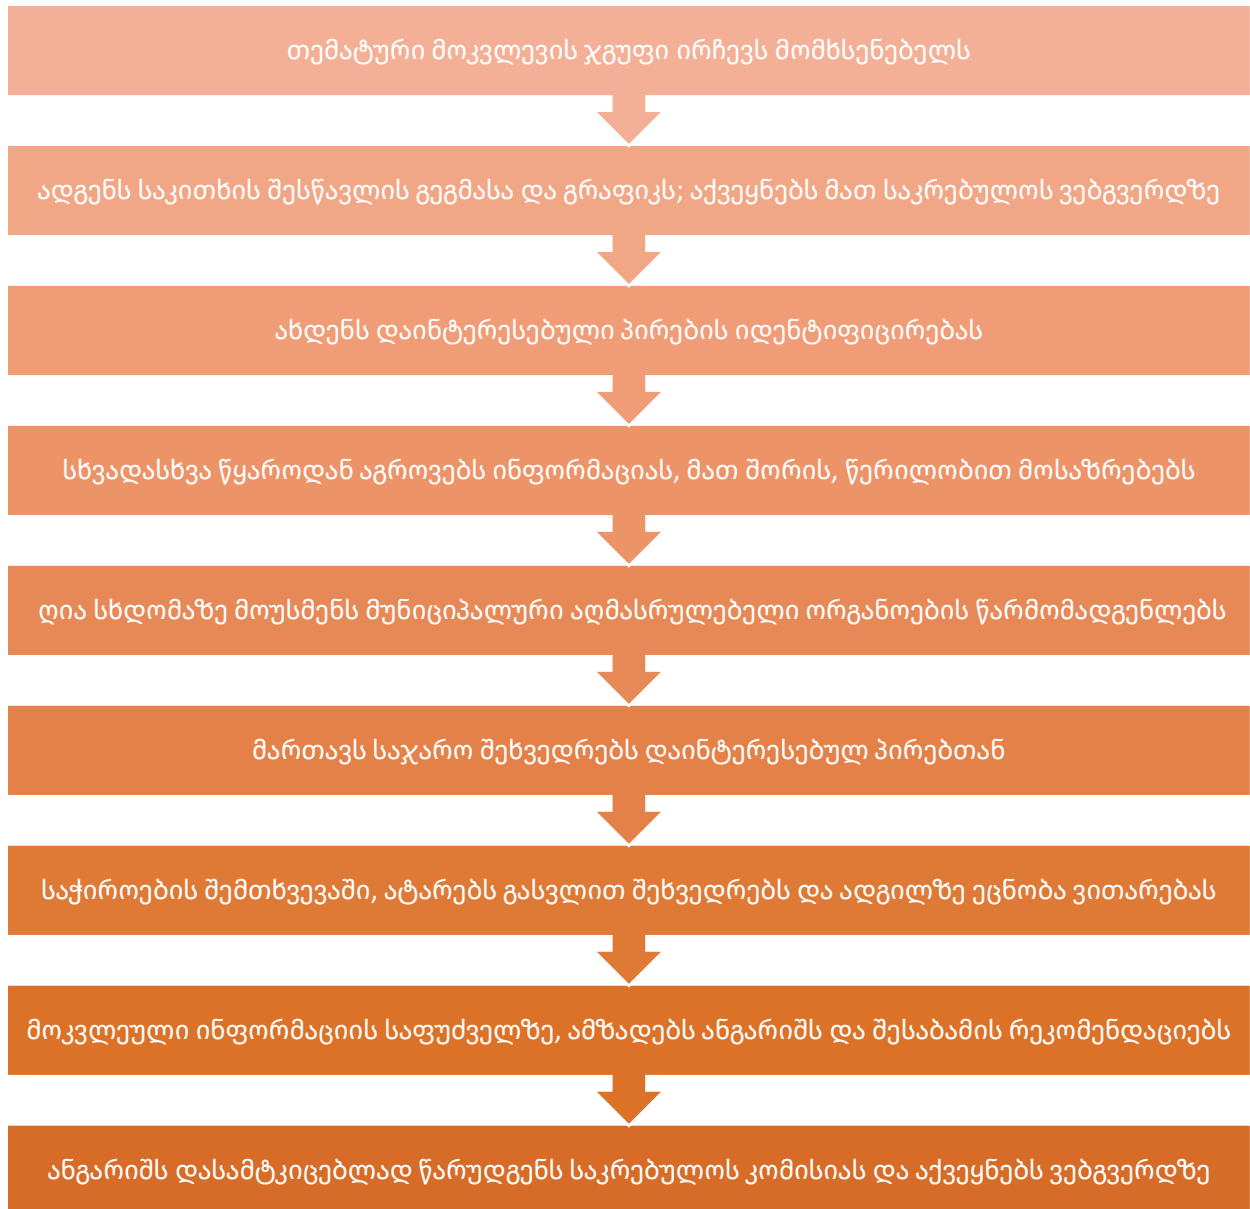 თემატური მოკვლევის ჯგუფი ირჩევს მომხსენებელს
ადგენს საკითხის შესწავლის გეგმასა და გრაფიკს; აქვეყნებს მათ საკრებულოს ვებგვერდზე
ახდენს დაინტერესებული პირების იდენტიფიცირებას
სხვადასხვა წყაროდან აგროვებს ინფორმაციას, მათ შორის, წერილობით მოსაზრებებს
ღია სხდომაზე მოუსმენს მუნიციპალური აღმასრულებელი ორგანოების წარმომადგენლებს
მართავს საჯარო შეხვედრებს დაინტერესებულ პირებთან
საჭიროების შემთხვევაში, ატარებს გასვლით შეხვედრებს და ადგილზე ეცნობა ვითარებას
მოკვლეული ინფორმაციის საფუძველზე, ამზადებს ანგარიშს და შესაბამის რეკომენდაციებს
ანგარიშს დასამტკიცებლად წარუდგენს საკრებულოს კომისიას და აქვეყნებს ვებგვერდზე